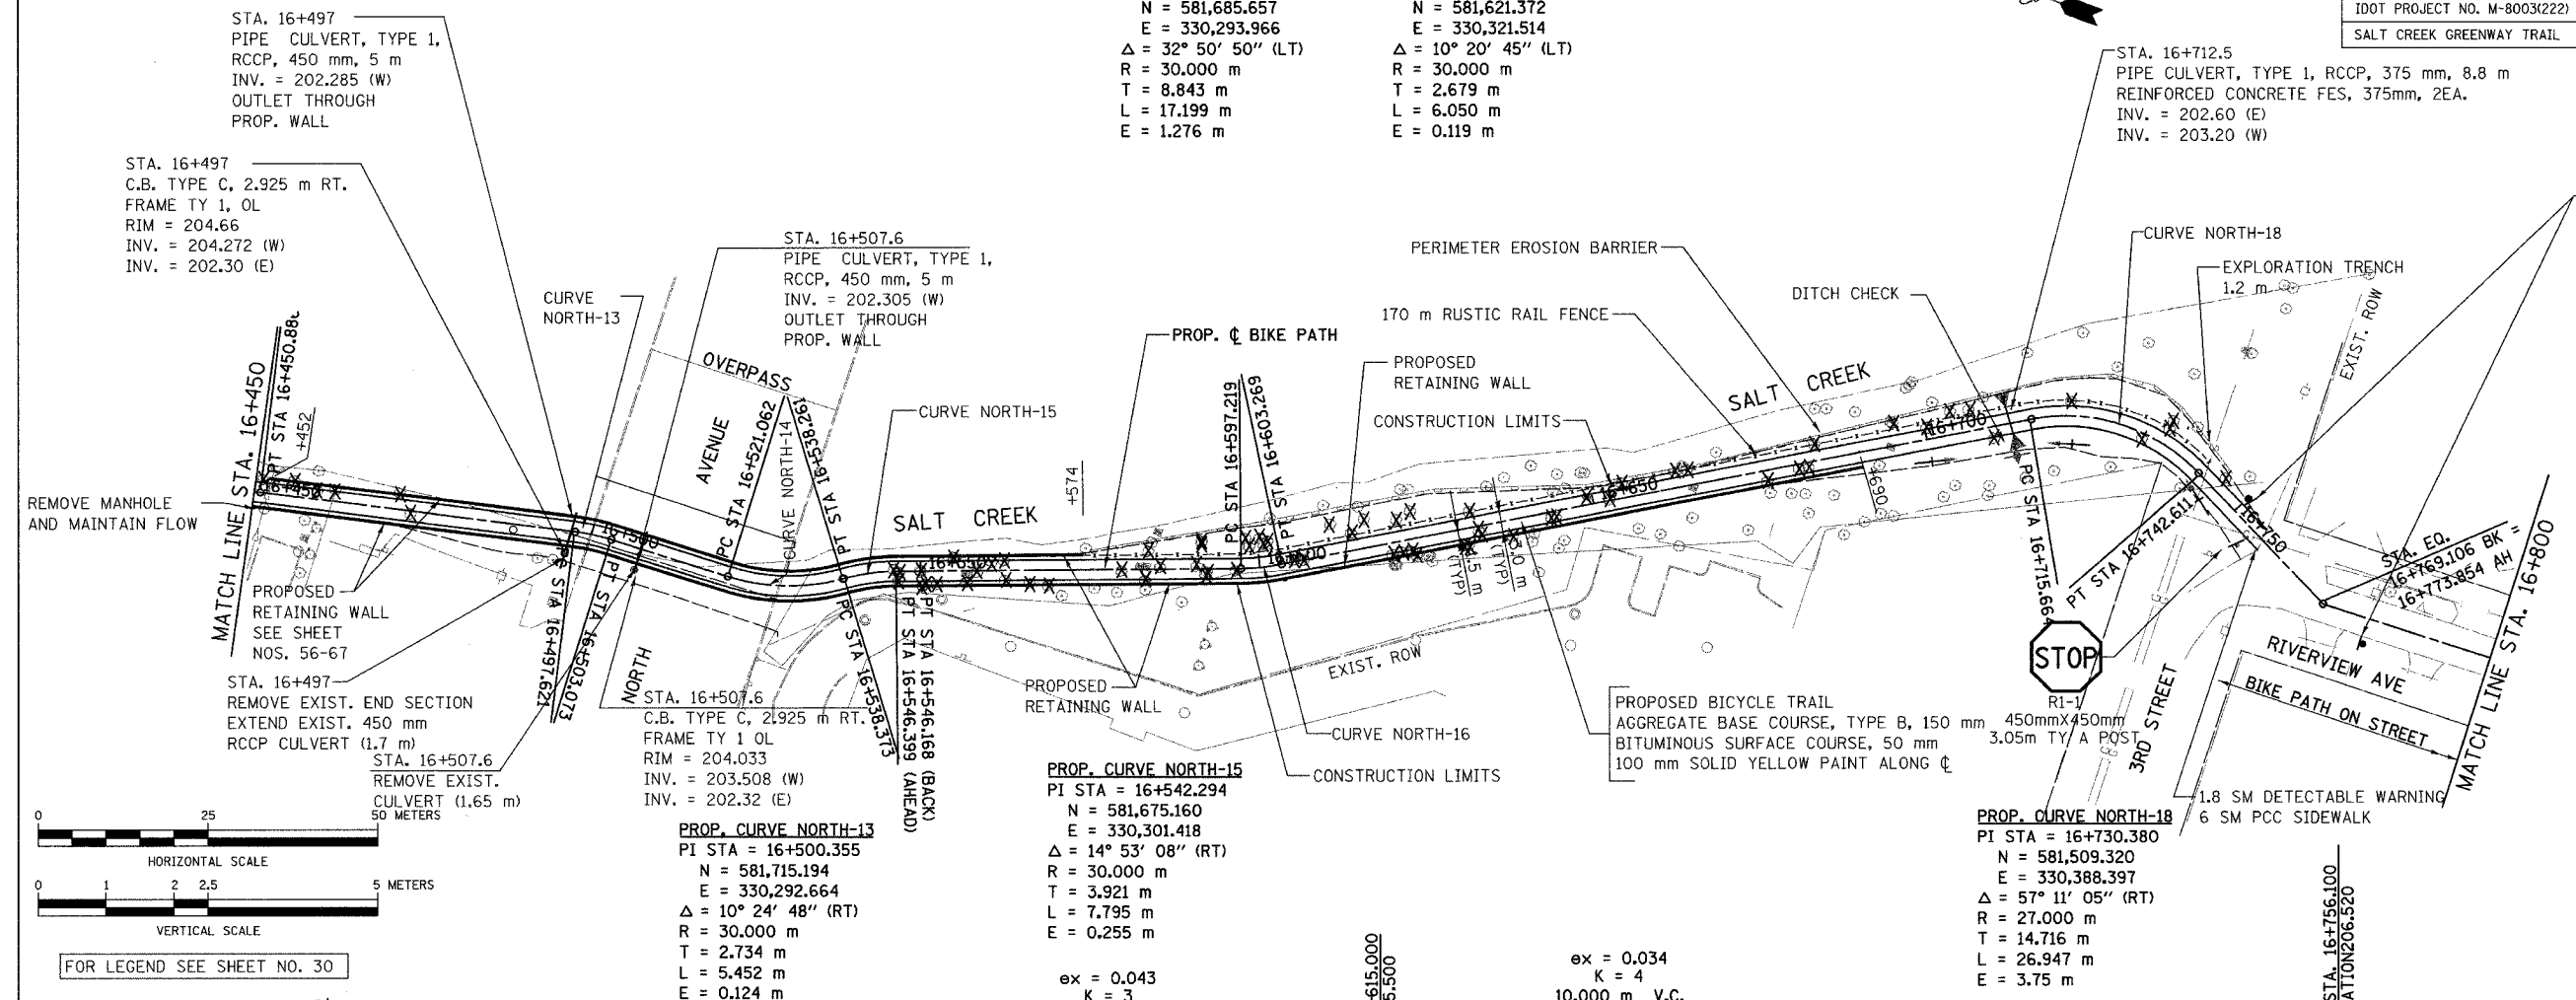 STA. 16+497
PIPE CULVERT, TYPE 1,
RCCP, 450 mm, 5 m
INV. = 202.285 (W)
OUTLET THROUGH
PROP. WALL
N = 581,685.657
E = 330,293.966
Δ = 32° 50' 50" (LT)
R = 30.000 m
T = 8.843 m
L = 17.199 m
E = 1.276 m
N = 581,621.372
E = 330,321.514
Δ = 10° 20' 45" (LT)
R = 30.000 m
T = 2.679 m
L = 6.050 m
E = 0.119 m
IDOT PROJECT NO. M-8003(222)
SALT CREEK GREENWAY TRAIL
STA. 16+712.5
PIPE CULVERT, TYPE 1, RCCP, 375 mm, 8.8 m
REINFORCED CONCRETE FES, 375mm, 2EA.
INV. = 202.60 (E)
INV. = 203.20 (W)
STA. 16+497
C.B. TYPE C, 2.925 m RT.
FRAME TY 1, OL
RIM = 204.66
INV. = 204.272 (W)
INV. = 202.30 (E)
STA. 16+507.6
PIPE CULVERT, TYPE 1,
RCCP, 450 mm, 5 m
INV. = 202.305 (W)
OUTLET THROUGH
PROP. WALL
CURVE
NORTH-13
PERIMETER EROSION BARRIER
170 m RUSTIC RAIL FENCE
DITCH CHECK
CURVE NORTH-18
EXPLORATION TRENCH
1.2 m
EXIST. ROW
PROP. ℄ BIKE PATH
PROPOSED
RETAINING WALL
CONSTRUCTION LIMITS
SALT CREEK
OVERPASS
AVENUE
CURVE NORTH-14
CURVE NORTH-15
SALT CREEK
MATCH LINE STA. 16+450
PT STA 16+450.88
+452
16+450
REMOVE MANHOLE
AND MAINTAIN FLOW
PROPOSED
RETAINING WALL
SEE SHEET
NOS. 56-67
PC STA 16+497.621
PT STA 16+503.073
NORTH
PC STA 16+521.062
PT STA 16+538.261
PC STA 16+538.373
PT STA 16+546.168 (BACK)
PT STA 16+546.399 (AHEAD)
+574
PC STA 16+597.219
PT STA 16+603.269
16+650
16+700
+690
3.0 m
(TYP)
(TYP)
PC STA 16+715.664
PT STA 16+742.611
16+750
STA. EQ.
16+769.106 BK =
16+773.854 AH
MATCH LINE STA. 16+800
RIVERVIEW AVE
BIKE PATH ON STREET
3RD STREET
STOP
R1-1
450mmX450mm
3.05m TY A POST
1.8 SM DETECTABLE WARNING
6 SM PCC SIDEWALK
EXIST. ROW
STA. 16+497
REMOVE EXIST. END SECTION
EXTEND EXIST. 450 mm
RCCP CULVERT (1.7 m)
STA. 16+507.6
REMOVE EXIST.
CULVERT (1.65 m)
STA. 16+507.6
C.B. TYPE C, 2.925 m RT.
FRAME TY 1 OL
RIM = 204.033
INV. = 203.508 (W)
INV. = 202.32 (E)
PROPOSED
RETAINING WALL
CURVE NORTH-16
CONSTRUCTION LIMITS
PROPOSED BICYCLE TRAIL
AGGREGATE BASE COURSE, TYPE B, 150 mm
BITUMINOUS SURFACE COURSE, 50 mm
100 mm SOLID YELLOW PAINT ALONG ℄
0 25 50 METERS
HORIZONTAL SCALE
0 1 2 2.5 5 METERS
VERTICAL SCALE
FOR LEGEND SEE SHEET NO. 30
PROP. CURVE NORTH-13
PI STA = 16+500.355
N = 581,715.194
E = 330,292.664
Δ = 10° 24' 48" (RT)
R = 30.000 m
T = 2.734 m
L = 5.452 m
E = 0.124 m
PROP. CURVE NORTH-15
PI STA = 16+542.294
N = 581,675.160
E = 330,301.418
Δ = 14° 53' 08" (RT)
R = 30.000 m
T = 3.921 m
L = 7.795 m
E = 0.255 m
PROP. CURVE NORTH-18
PI STA = 16+730.380
N = 581,509.320
E = 330,388.397
Δ = 57° 11' 05" (RT)
R = 27.000 m
T = 14.716 m
L = 26.947 m
E = 3.75 m
ex = 0.043
K = 3
ex = 0.034
K = 4
10.000 m V.C.
+615.000
5.500
STA. 16+756.100
ATION206.520